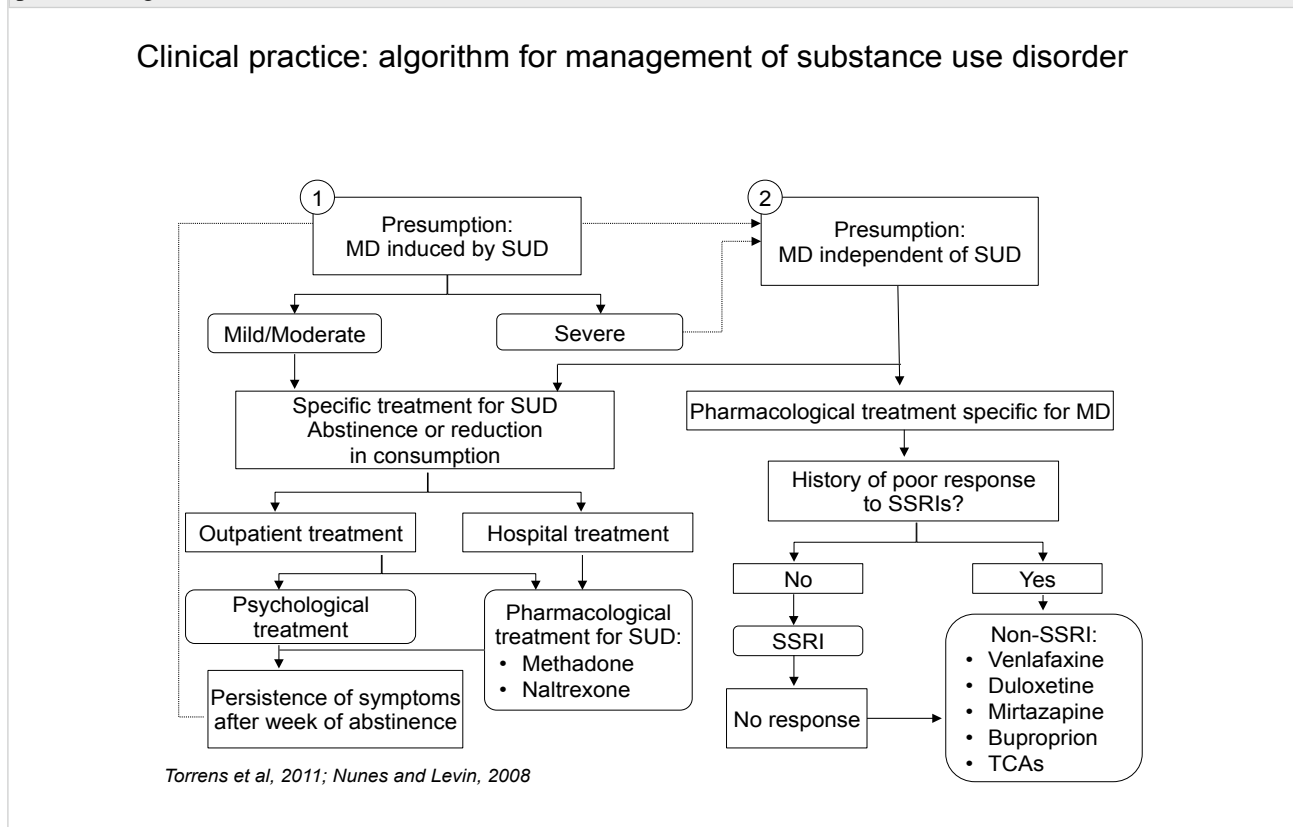 Clinical practice: algorithm for management of substance use disorder
1
Presumption:
MD induced by SUD
2
Presumption:
MD independent of SUD
Mild/Moderate
Severe
Specific treatment for SUD
Abstinence or reduction
in consumption
Pharmacological treatment specific for MD
History of poor response
to SSRIs?
Outpatient treatment
Hospital treatment
No
Yes
Psychological
treatment
Pharmacological
treatment for SUD:
• Methadone
• Naltrexone
SSRI
Non-SSRI:
• Venlafaxine
• Duloxetine
• Mirtazapine
• Buproprion
• TCAs
Persistence of symptoms
after week of abstinence
No response
Torrens et al, 2011; Nunes and Levin, 2008